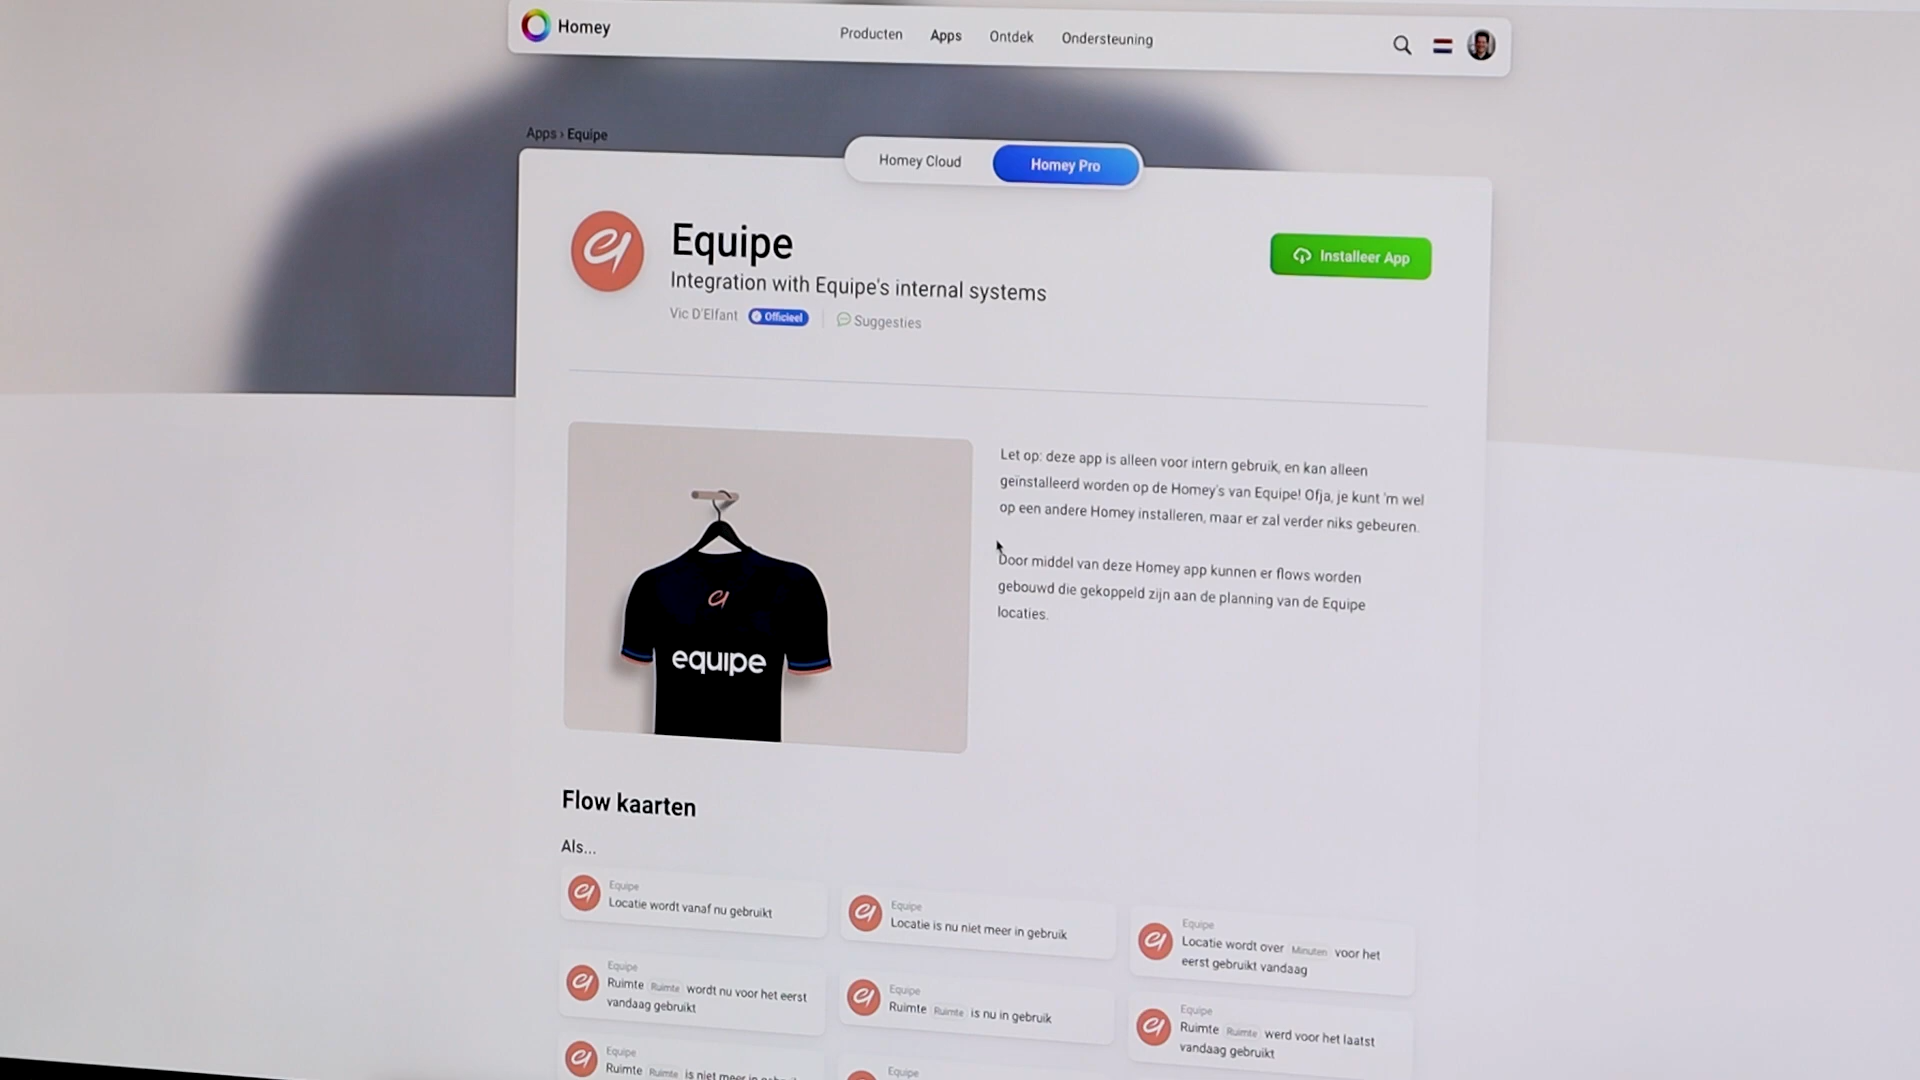 Homey
Producten
Apps
Ontdek
Ondersteuning
Apps › Equipe
Homey Cloud
Homey Pro
Equipe
Integration with Equipe's internal systems
Vic D'Elfant
Officieel
Suggesties
Installeer App
equipe
Let op: deze app is alleen voor intern gebruik, en kan alleen
geïnstalleerd worden op de Homey's van Equipe! Ofja, je kunt 'm wel
op een andere Homey installeren, maar er zal verder niks gebeuren.
Door middel van deze Homey app kunnen er flows worden
gebouwd die gekoppeld zijn aan de planning van de Equipe
locaties.
Flow kaarten
Als...
Equipe
Locatie wordt vanaf nu gebruikt
Equipe
Locatie is nu niet meer in gebruik
Equipe
Locatie wordt over Minuten voor het
eerst gebruikt vandaag
Equipe
Ruimte Ruimte wordt nu voor het eerst
vandaag gebruikt
Equipe
Ruimte Ruimte is nu in gebruik
Equipe
Ruimte Ruimte werd voor het laatst
vandaag gebruikt
Equipe
Ruimte Ruimte is niet meer in
Equipe